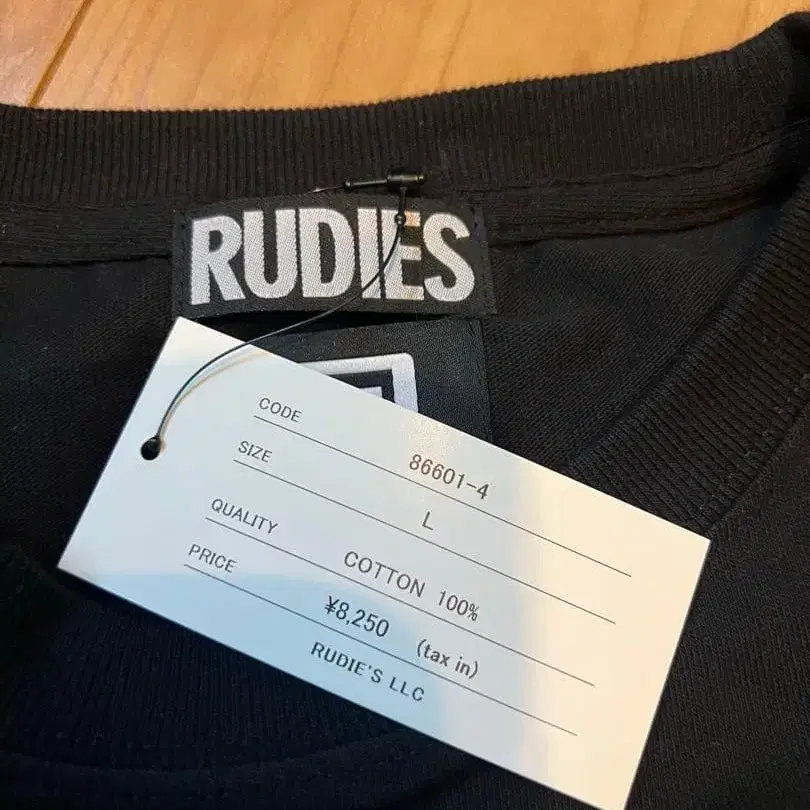 RUDIES
CODE 86601-4
SIZE L
QUALITY COTTON 100%
PRICE ¥8,250 (tax in)
RUDIE'S LLC